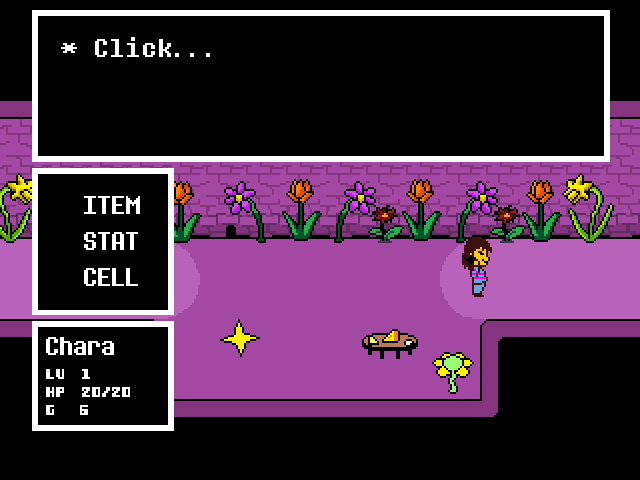 * Click...
ITEM
STAT
CELL
Chara
LV 1
HP 20/20
G 6